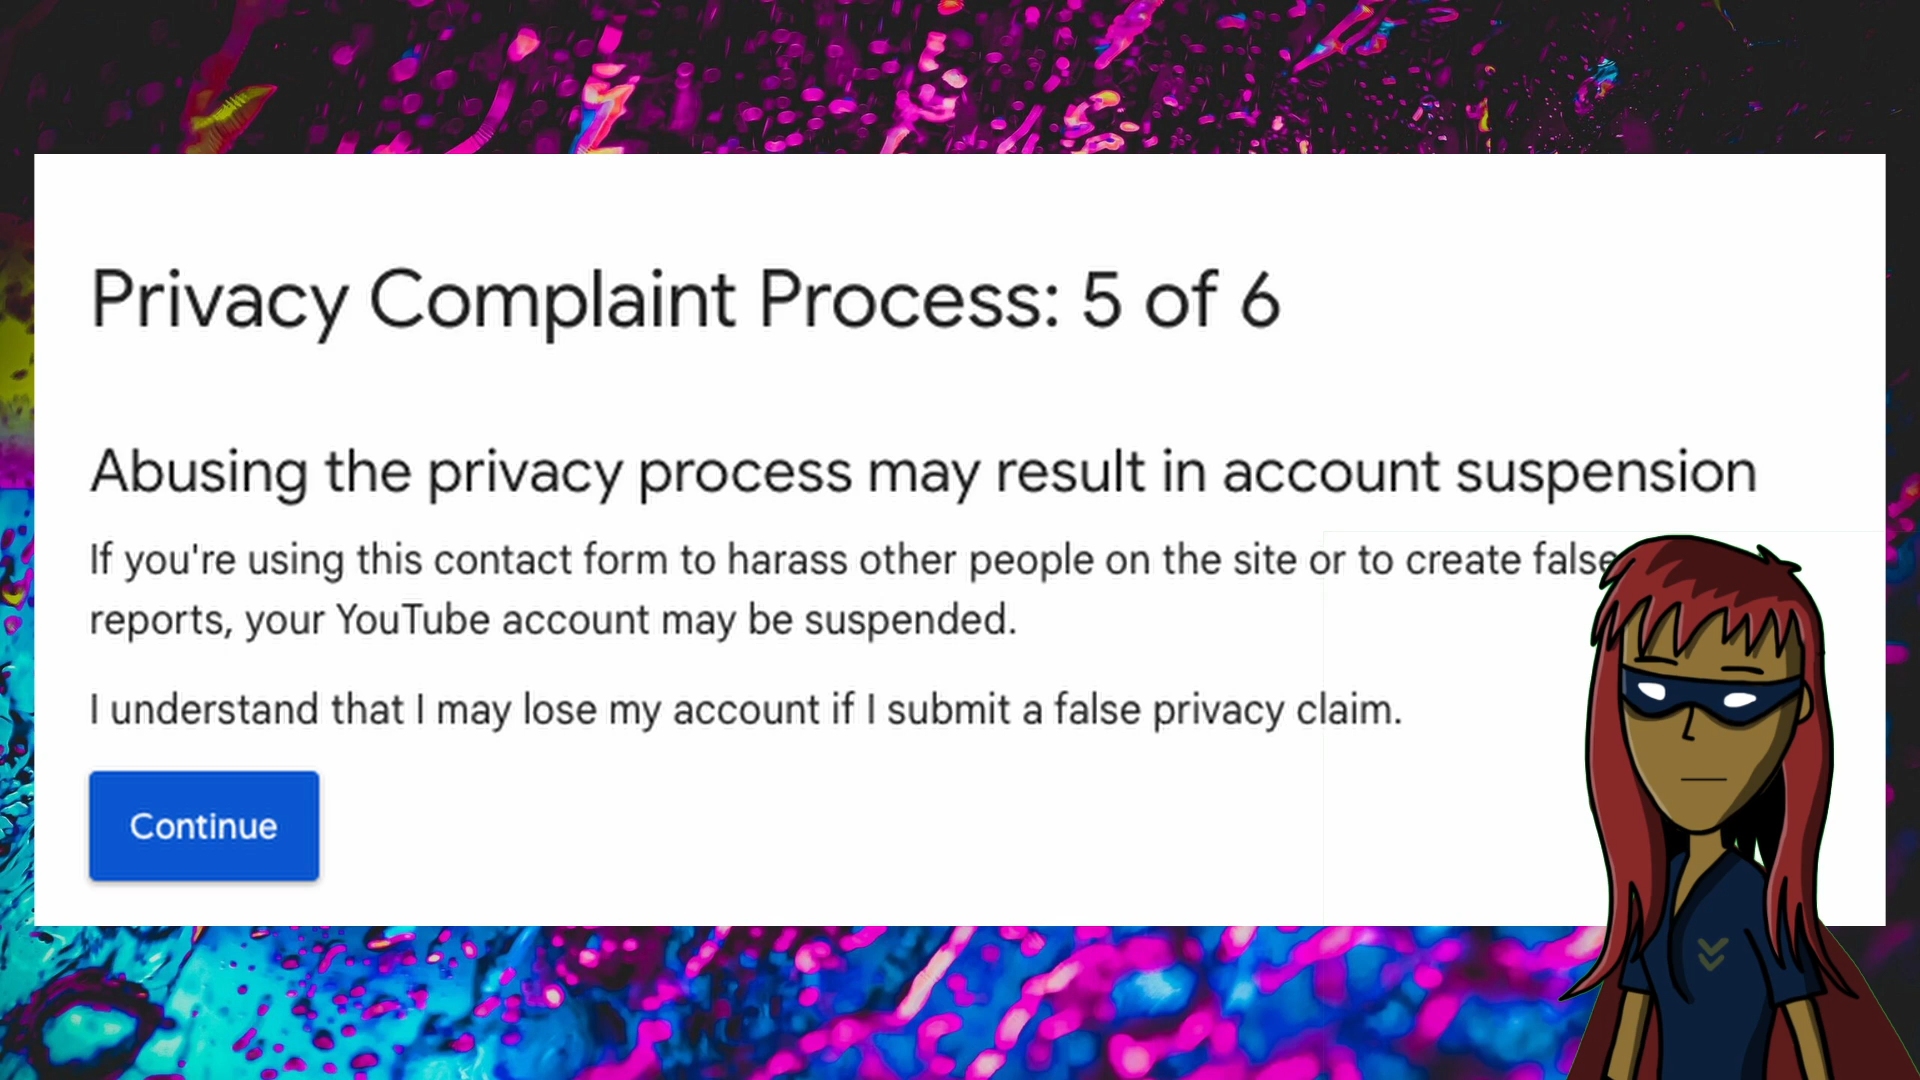 Privacy Complaint Process: 5 of 6
Abusing the privacy process may result in account suspension
If you're using this contact form to harass other people on the site or to create false
reports, your YouTube account may be suspended.
I understand that I may lose my account if I submit a false privacy claim.
Continue